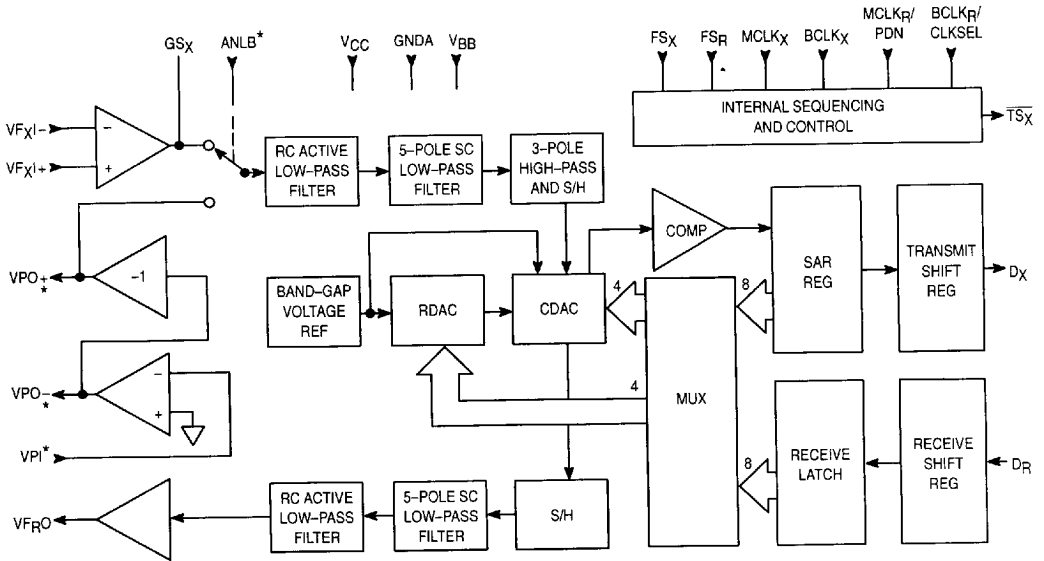 GSX
ANLB*
VCC
GNDA
VBB
FSX
FSR
MCLKX
BCLKX
MCLKR/
PDN
BCLKR/
CLKSEL
INTERNAL SEQUENCING
AND CONTROL
TSX
VFXI–
VFXI+
–
+
RC ACTIVE
LOW–PASS
FILTER
5–POLE SC
LOW–PASS
FILTER
3–POLE
HIGH–PASS
AND S/H
COMP
SAR
REG
TRANSMIT
SHIFT
REG
DX
VPO+
*
–1
BAND–GAP
VOLTAGE
REF
RDAC
CDAC
4
8
4
MUX
VPO–
*
–
+
VPI*
8
RECEIVE
LATCH
RECEIVE
SHIFT
REG
DR
VFRO
RC ACTIVE
LOW–PASS
FILTER
5–POLE SC
LOW–PASS
FILTER
S/H